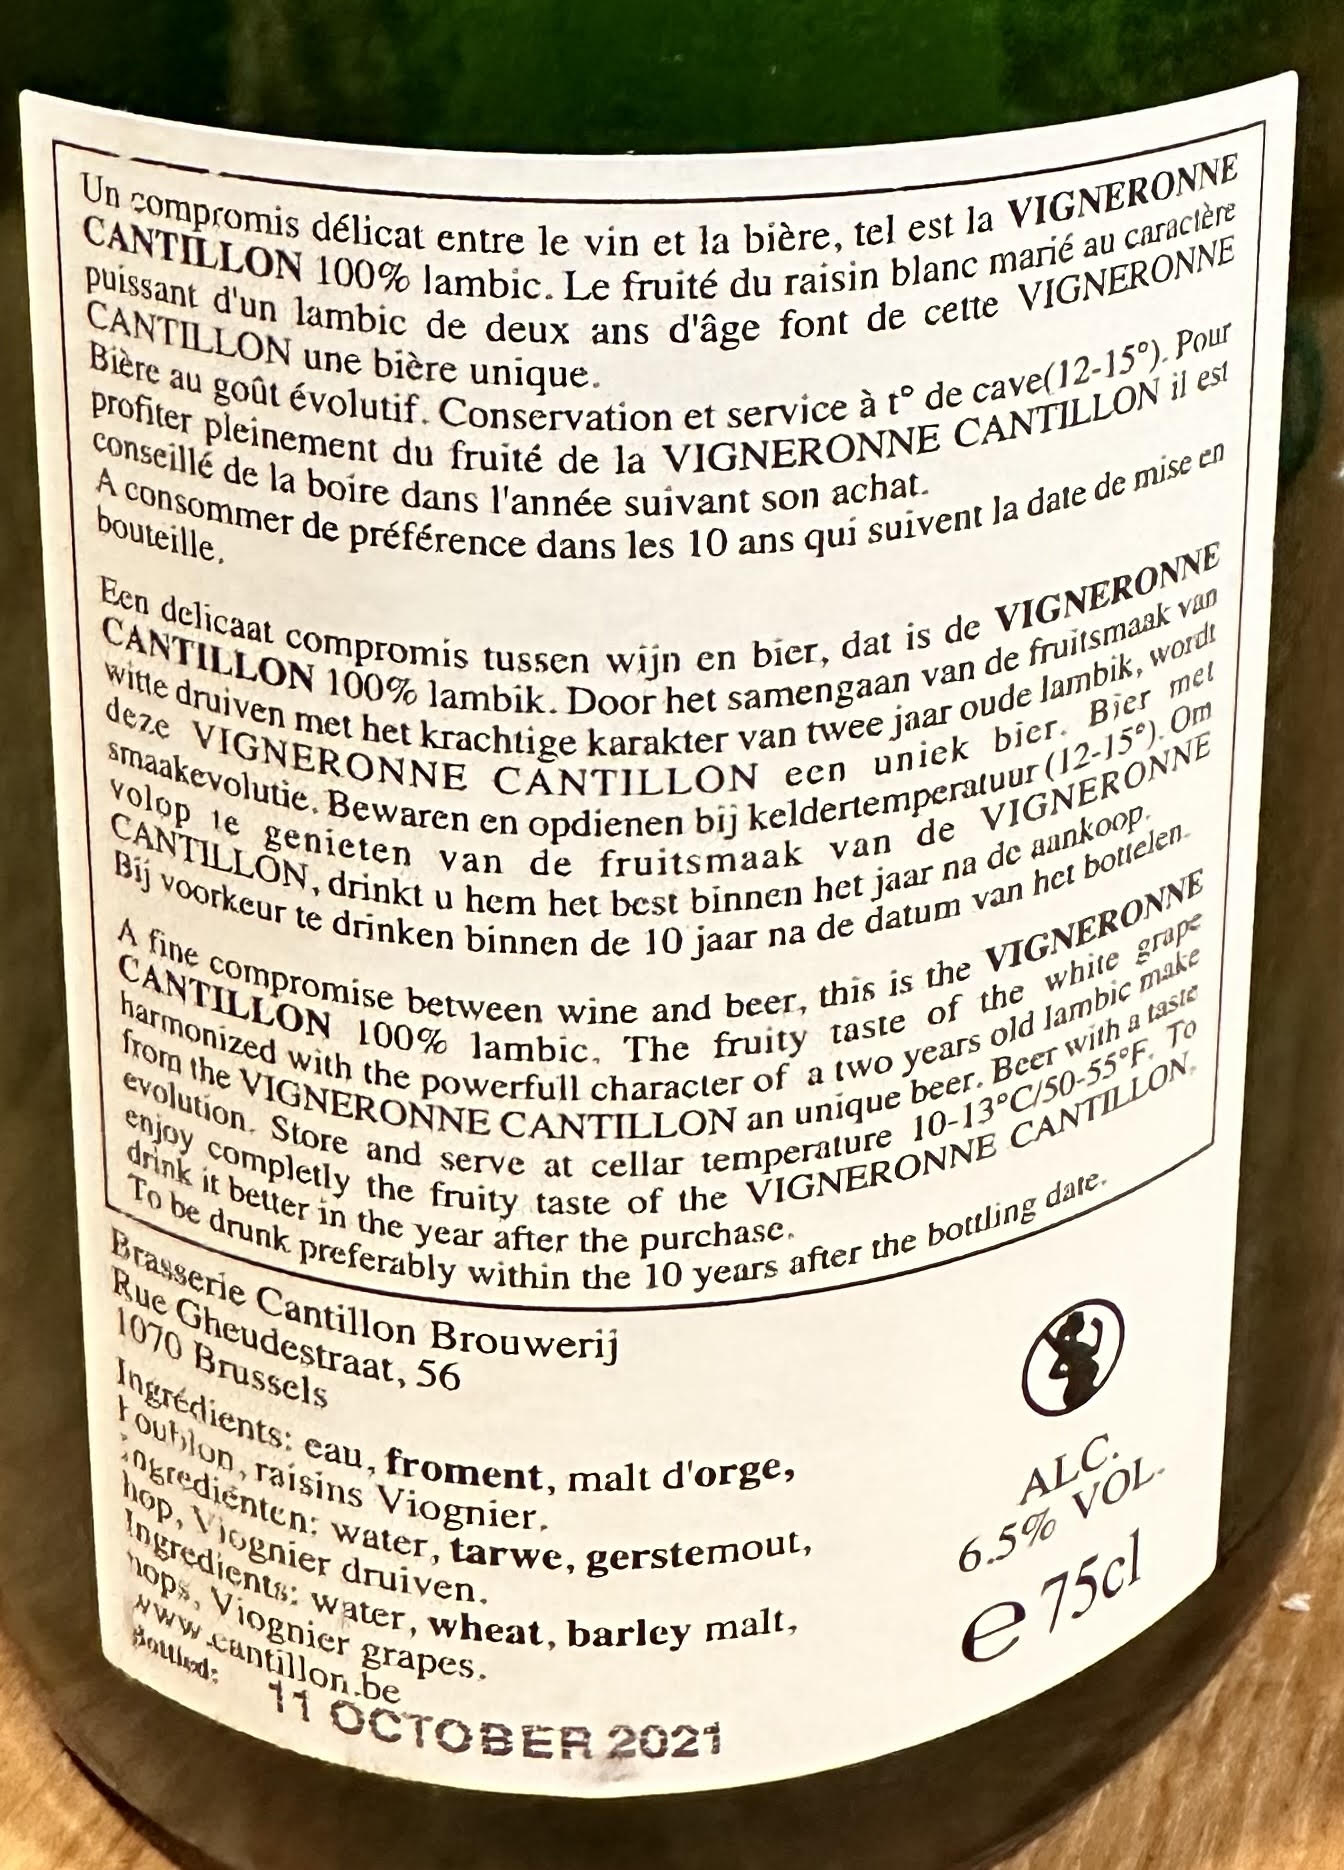 Un compromis délicat entre le vin et la bière, tel est la VIGNERONNE
CANTILLON 100% lambic. Le fruité du raisin blanc marié au caractère
puissant d'un lambic de deux ans d'âge font de cette VIGNERONNE
CANTILLON une bière unique.
Bière au goût évolutif. Conservation et service à t° de cave(12-15°). Pour
profiter pleinement du fruité de la VIGNERONNE CANTILLON il est
conseillé de la boire dans l'année suivant son achat.
A consommer de préférence dans les 10 ans qui suivent la date de mise en
bouteille.
Een delicaat compromis tussen wijn en bier, dat is de VIGNERONNE
CANTILLON 100% lambik. Door het samengaan van de fruitsmaak van
witte druiven met het krachtige karakter van twee jaar oude lambik, wordt
deze VIGNERONNE CANTILLON een uniek bier. Bier met
smaakevolutie. Bewaren en opdienen bij keldertemperatuur (12-15°). Om
volop te genieten van de fruitsmaak van de VIGNERONNE
CANTILLON, drinkt u hem het best binnen het jaar na de aankoop.
Bij voorkeur te drinken binnen de 10 jaar na de datum van het bottelen.
A fine compromise between wine and beer, this is the VIGNERONNE
CANTILLON 100% lambic. The fruity taste of the white grape
harmonized with the powerfull character of a two years old lambic make
from the VIGNERONNE CANTILLON an unique beer. Beer with a taste
evolution. Store and serve at cellar temperature 10-13°C/50-55°F. To
enjoy completly the fruity taste of the VIGNERONNE CANTILLON,
drink it better in the year after the purchase.
To be drunk preferably within the 10 years after the bottling date.
Brasserie Cantillon Brouwerij
Rue Gheudestraat, 56
1070 Brussels
Ingrédients: eau, froment, malt d'orge,
houblon, raisins Viognier.
ingrediënten: water, tarwe, gerstemout,
hop, Viognier druiven.
Ingredients: water, wheat, barley malt,
hops, Viognier grapes.
www.cantillon.be
Bottled:
11 OCTOBER 2021
ALC.
6.5% VOL.
e 75cl